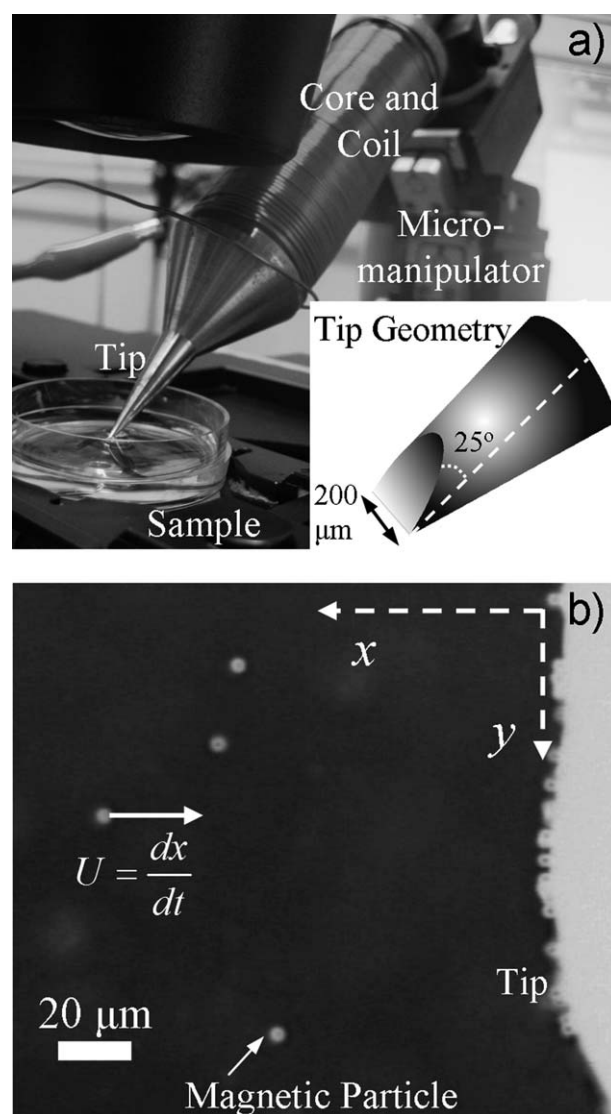 a)
Core and
Coil
Micro-
manipulator
Tip
Sample
Tip Geometry
25°
200
μm
b)
x
y
U = dx/dt
Tip
20 μm
Magnetic Particle